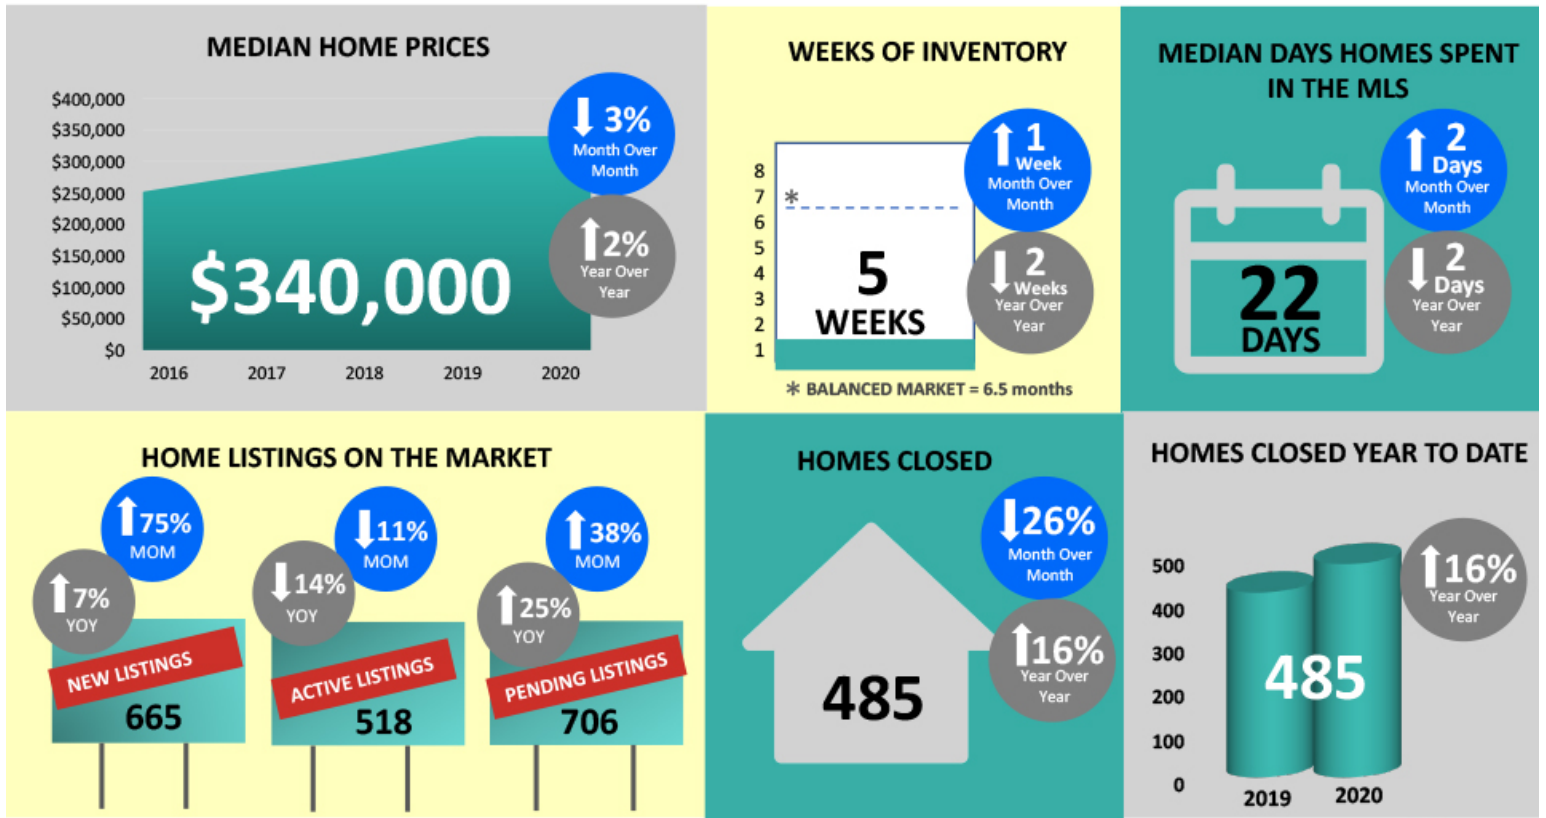 MEDIAN HOME PRICES
$400,000
$350,000
$300,000
$250,000
$200,000
$150,000
$100,000
$50,000
$0
2016 2017 2018 2019 2020
$340,000
3%
Month Over
Month
2%
Year Over
Year
WEEKS OF INVENTORY
8
7 *
6
5
4
3
2
1
5
WEEKS
1
Week
Month Over
Month
2
Weeks
Year Over
Year
* BALANCED MARKET = 6.5 months
MEDIAN DAYS HOMES SPENT
IN THE MLS
2
Days
Month Over
Month
2
Days
Year Over
Year
22
DAYS
HOME LISTINGS ON THE MARKET
75%
MOM
7%
YOY
NEW LISTINGS
665
11%
MOM
14%
YOY
ACTIVE LISTINGS
518
38%
MOM
25%
YOY
PENDING LISTINGS
706
HOMES CLOSED
26%
Month Over
Month
16%
Year Over
Year
485
HOMES CLOSED YEAR TO DATE
500
400
300
200
100
0
485
2019 2020
16%
Year Over
Year